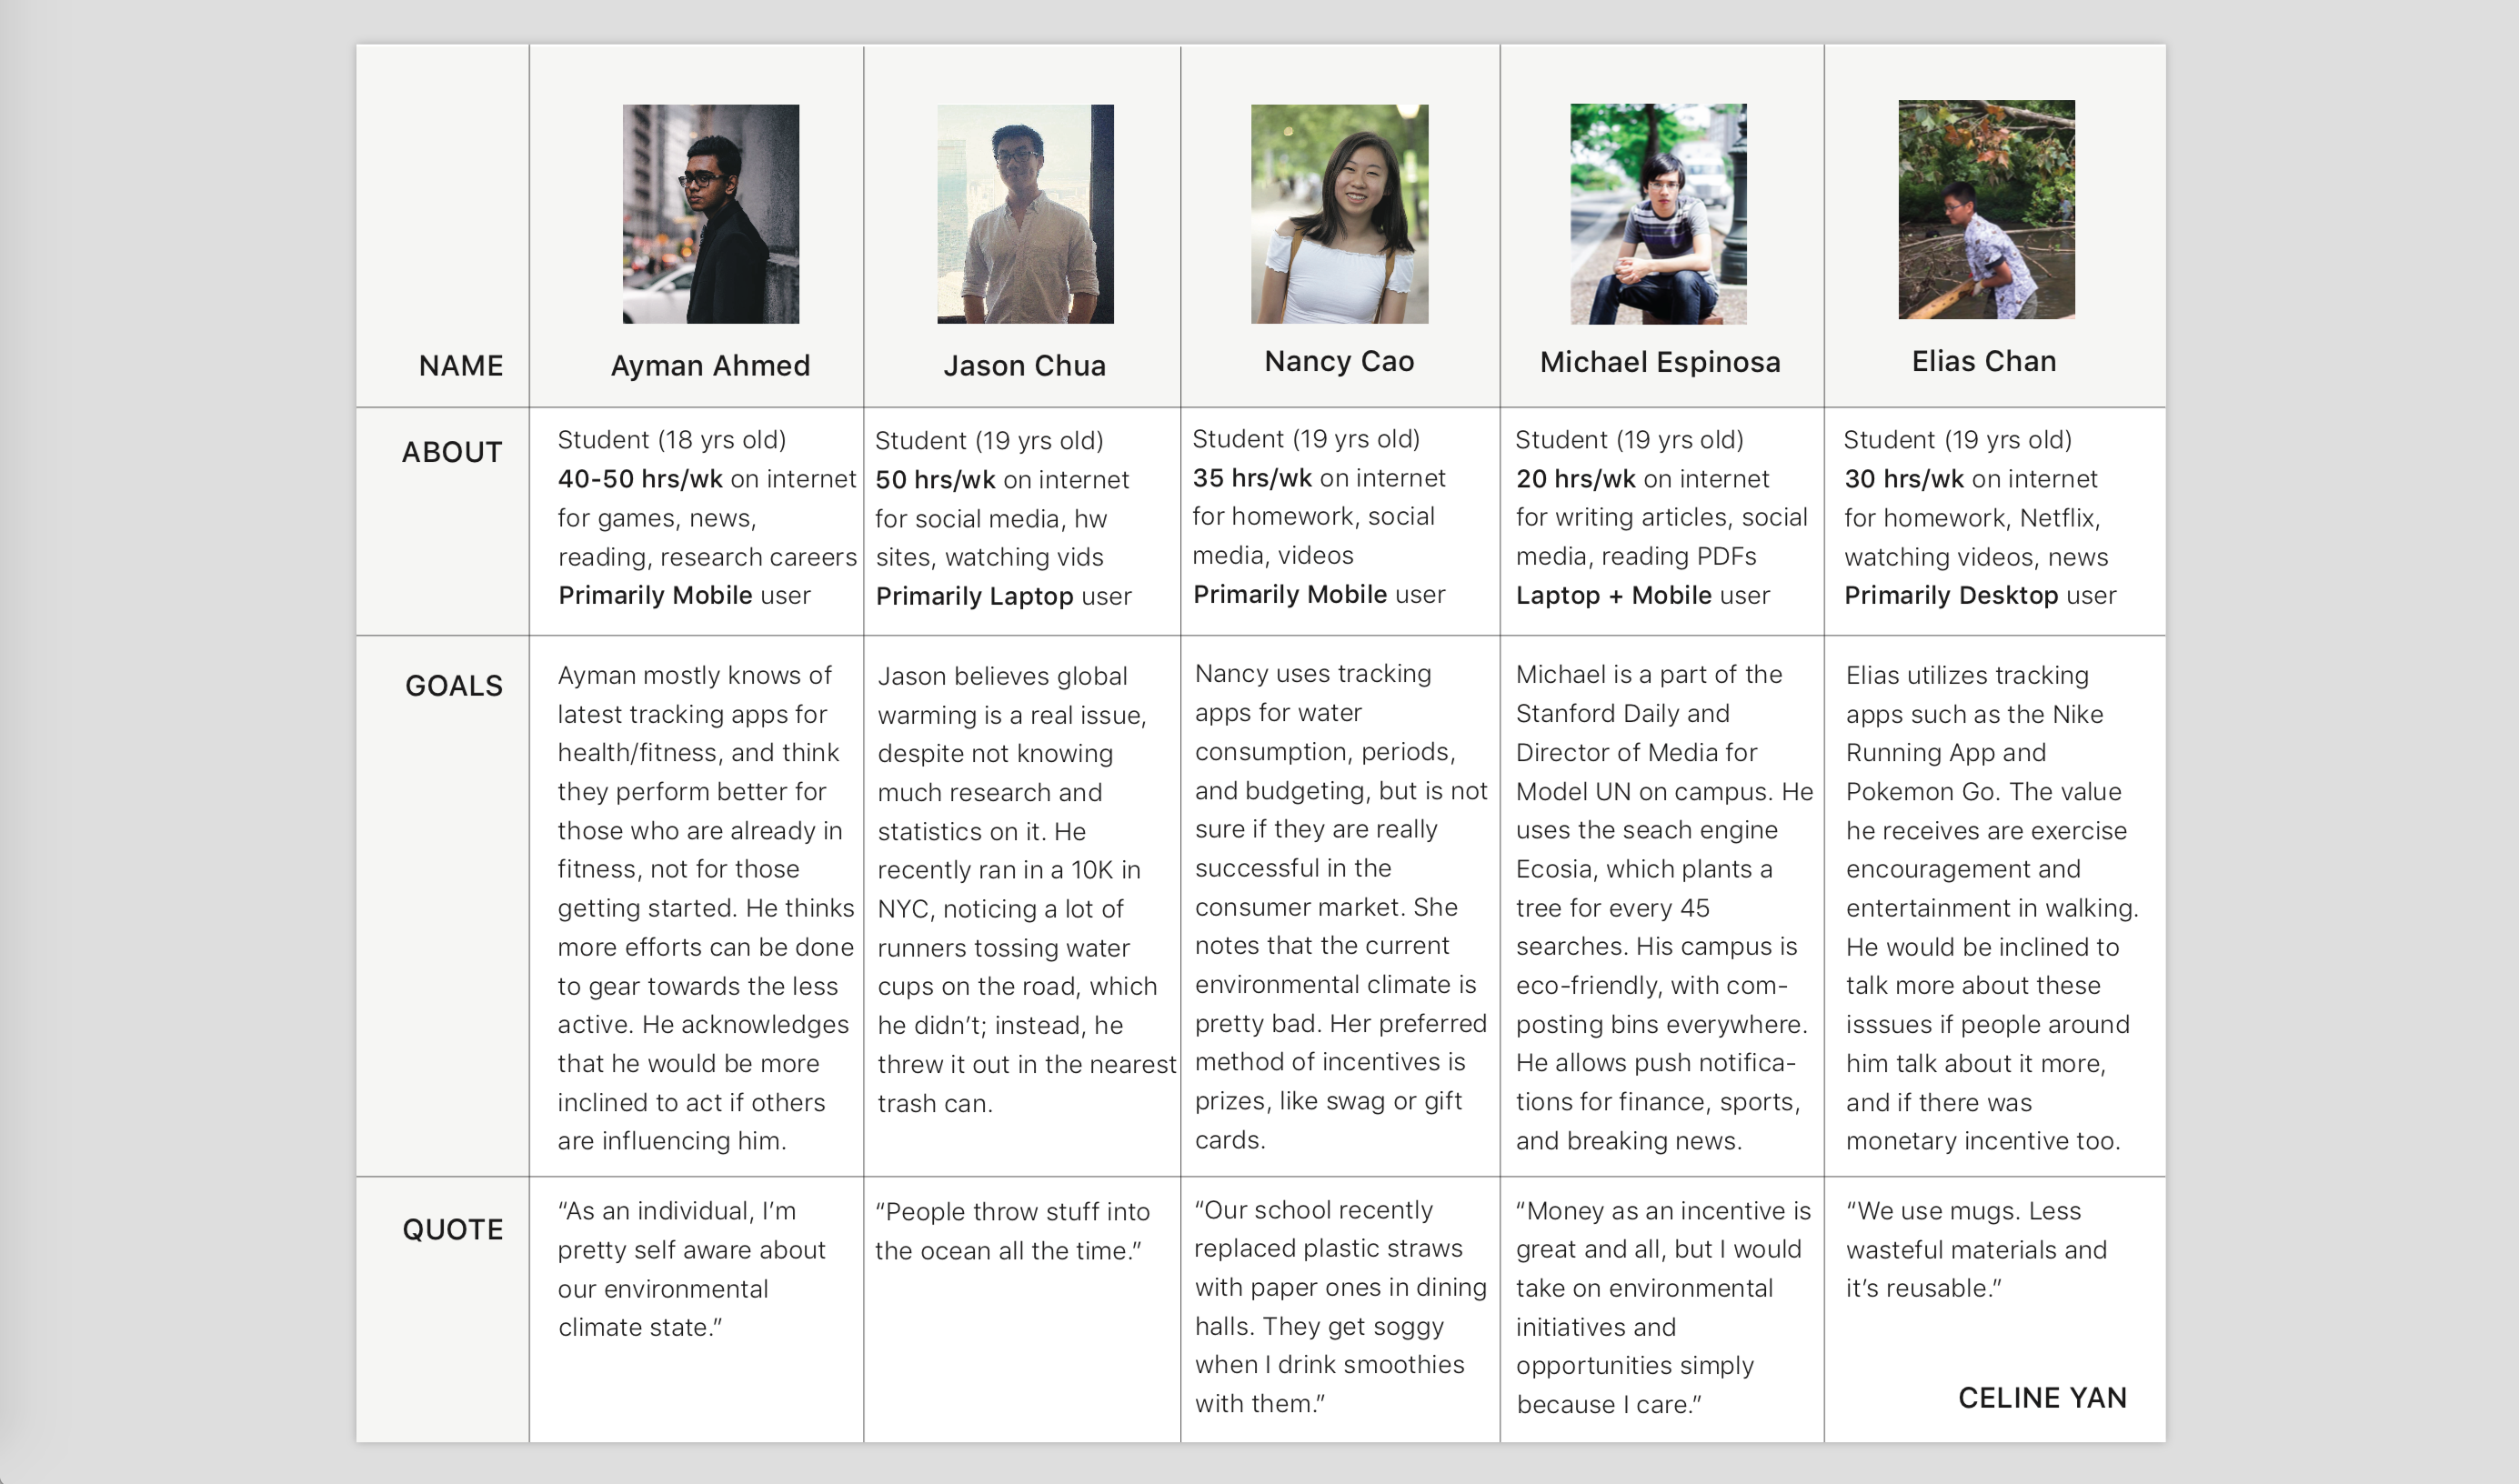 NAME
Ayman Ahmed
Jason Chua
Nancy Cao
Michael Espinosa
Elias Chan
ABOUT
Student (18 yrs old)
40-50 hrs/wk on internet
for games, news,
reading, research careers
Primarily Mobile user
Student (19 yrs old)
50 hrs/wk on internet
for social media, hw
sites, watching vids
Primarily Laptop user
Student (19 yrs old)
35 hrs/wk on internet
for homework, social
media, videos
Primarily Mobile user
Student (19 yrs old)
20 hrs/wk on internet
for writing articles, social
media, reading PDFs
Laptop + Mobile user
Student (19 yrs old)
30 hrs/wk on internet
for homework, Netflix,
watching videos, news
Primarily Desktop user
GOALS
Ayman mostly knows of
latest tracking apps for
health/fitness, and think
they perform better for
those who are already in
fitness, not for those
getting started. He thinks
more efforts can be done
to gear towards the less
active. He acknowledges
that he would be more
inclined to act if others
are influencing him.
Jason believes global
warming is a real issue,
despite not knowing
much research and
statistics on it. He
recently ran in a 10K in
NYC, noticing a lot of
runners tossing water
cups on the road, which
he didn’t; instead, he
threw it out in the nearest
trash can.
Nancy uses tracking
apps for water
consumption, periods,
and budgeting, but is not
sure if they are really
successful in the
consumer market. She
notes that the current
environmental climate is
pretty bad. Her preferred
method of incentives is
prizes, like swag or gift
cards.
Michael is a part of the
Stanford Daily and
Director of Media for
Model UN on campus. He
uses the seach engine
Ecosia, which plants a
tree for every 45
searches. His campus is
eco-friendly, with com-
posting bins everywhere.
He allows push notifica-
tions for finance, sports,
and breaking news.
Elias utilizes tracking
apps such as the Nike
Running App and
Pokemon Go. The value
he receives are exercise
encouragement and
entertainment in walking.
He would be inclined to
talk more about these
isssues if people around
him talk about it more,
and if there was
monetary incentive too.
QUOTE
“As an individual, I’m
pretty self aware about
our environmental
climate state.”
“People throw stuff into
the ocean all the time.”
“Our school recently
replaced plastic straws
with paper ones in dining
halls. They get soggy
when I drink smoothies
with them.”
“Money as an incentive is
great and all, but I would
take on environmental
initiatives and
opportunities simply
because I care.”
“We use mugs. Less
wasteful materials and
it’s reusable.”
CELINE YAN